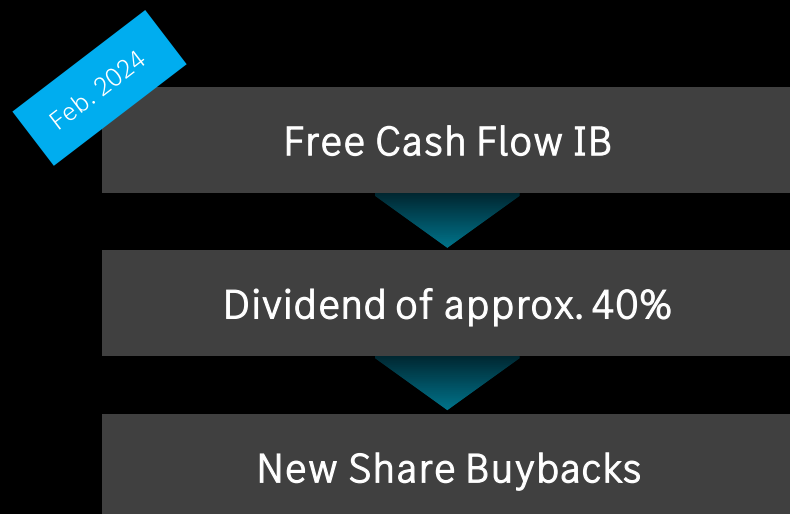 Feb. 2024
Free Cash Flow IB
Dividend of approx. 40%
New Share Buybacks